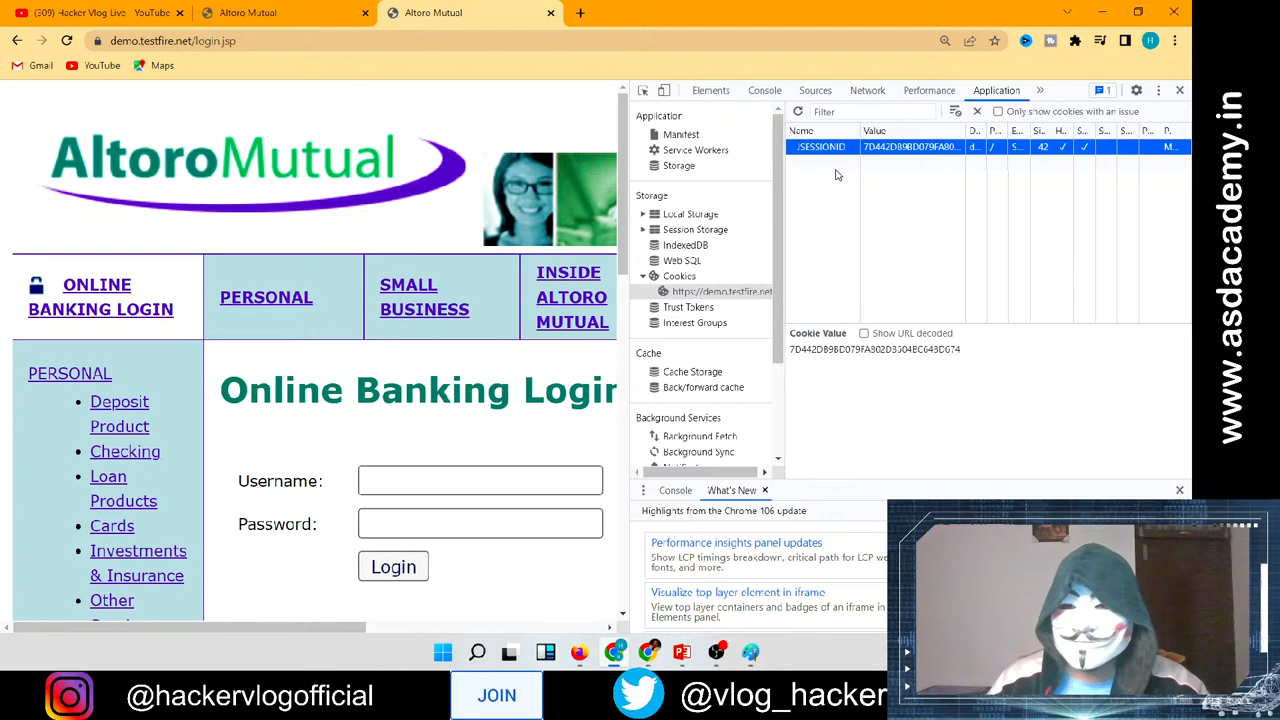 (309) Hacker Vlog Live - YouTube
Altoro Mutual
Altoro Mutual
demo.testfire.net/login.jsp
Gmail
YouTube
Maps
AltoroMutual
ONLINE
BANKING LOGIN
PERSONAL
SMALL
BUSINESS
INSIDE
ALTORO
MUTUAL
PERSONAL
Deposit
Product
Checking
Loan
Products
Cards
Investments
& Insurance
Other
Online Banking Login
Username:
Password:
Login
Elements
Console
Sources
Network
Performance
Application
»
1
Application
Manifest
Service Workers
Storage
Storage
Local Storage
Session Storage
IndexedDB
Web SQL
Cookies
https://demo.testfire.net
Trust Tokens
Interest Groups
Cache
Cache Storage
Back/forward cache
Background Services
Background Fetch
Background Sync
Filter
Only show cookies with an issue
Name Value D... P... E... Si... H... S... S... S... P... P...
JSESSIONID 7D442DB9BD079FA80... d... / S... 42 ✓ ✓ M...
Cookie Value
Show URL decoded
Console
What's New
Highlights from the Chrome 106 update
Performance insights panel updates
Show LCP timings breakdown, critical path for LCP we
fonts, and more.
Visualize top layer element in iframe
View top layer containers and badges of an iframe in
Elements panel.
www.asdacademy.in
@hackervlogofficial
JOIN
@vlog_hacker